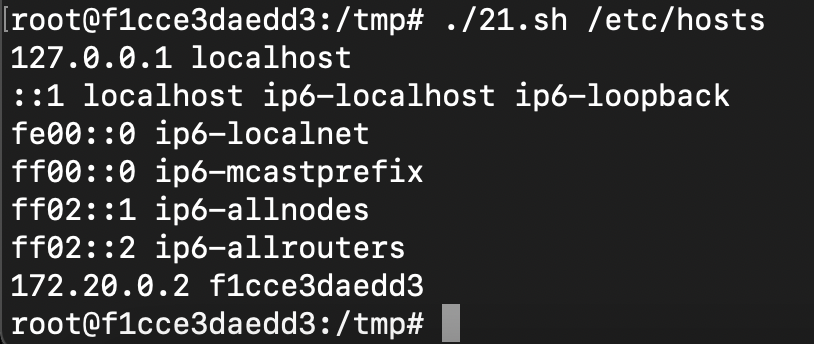 [root@f1cce3daedd3:/tmp# ./21.sh /etc/hosts
127.0.0.1 localhost
::1 localhost ip6-localhost ip6-loopback
fe00::0 ip6-localnet
ff00::0 ip6-mcastprefix
ff02::1 ip6-allnodes
ff02::2 ip6-allrouters
172.20.0.2 f1cce3daedd3
root@f1cce3daedd3:/tmp#